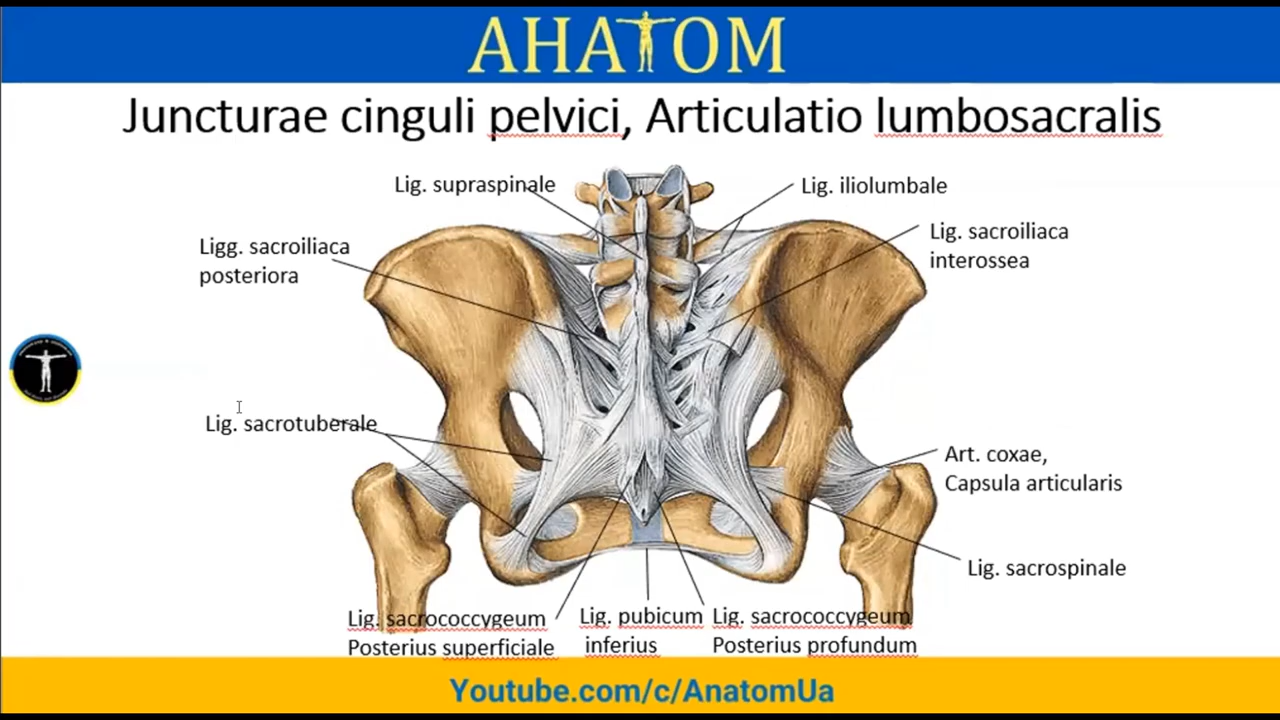 АНАТОМ
Juncturae cinguli pelvici, Articulatio lumbosacralis
Lig. supraspinale
Lig. iliolumbale
Ligg. sacroiliaca
posteriora
Lig. sacroiliaca
interossea
Lig. sacrotuberale
Art. coxae,
Capsula articularis
Lig. sacrospinale
Lig. sacrococcygeum
Posterius superficiale
Lig. pubicum
inferius
Lig. sacrococcygeum
Posterius profundum
Youtube.com/c/AnatomUa